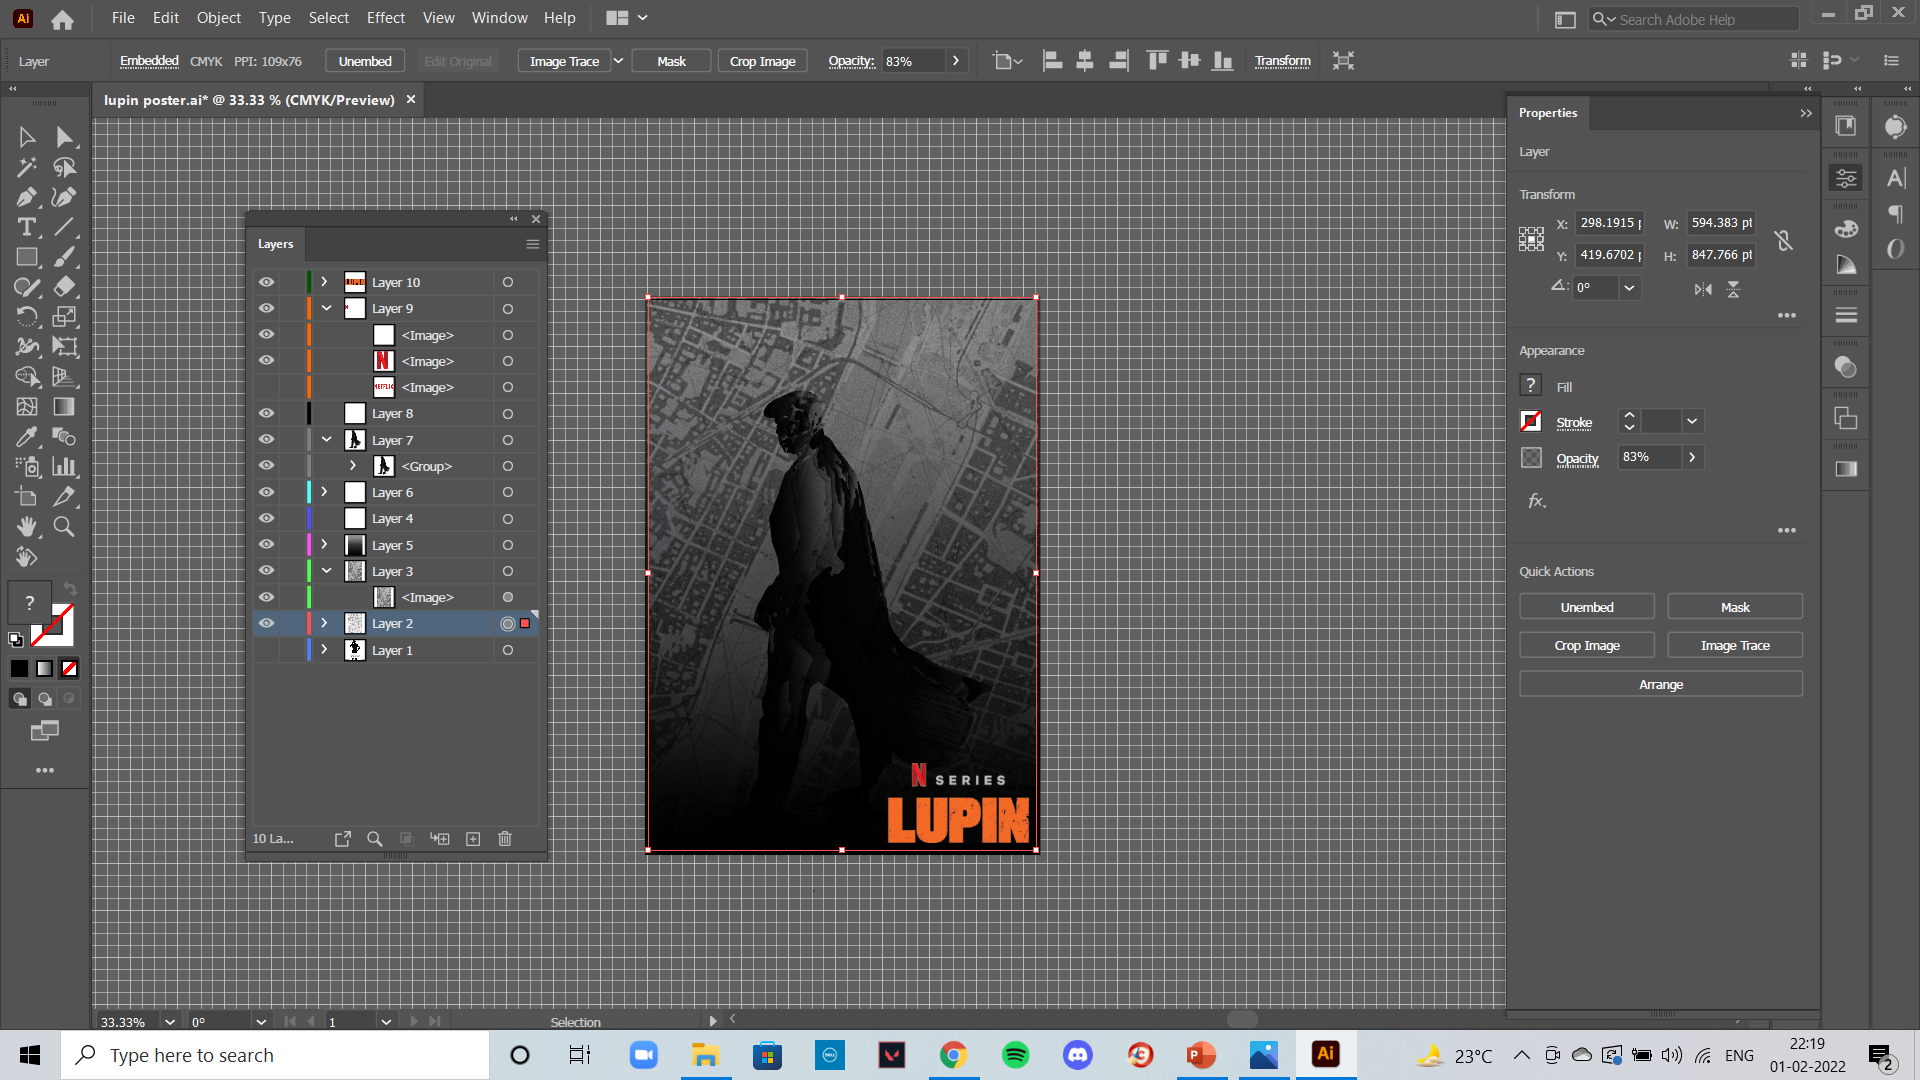 Ai File Edit Object Type Select Effect View Window Help Search Adobe Help
Layer Embedded CMYK PPI: 109x76 Unembed Edit Original Image Trace Mask Crop Image Opacity: 83% Transform
lupin poster.ai* @ 33.33 % (CMYK/Preview)
Properties
Layer
Transform
X: 298.1915 W: 594.383 pt
Y: 419.6702 H: 847.766 pt
0°
Appearance
? Fill
Stroke
Opacity 83%
fx.
Quick Actions
Unembed Mask
Crop Image Image Trace
Arrange
Layers
Layer 10
Layer 9
<Image>
<Image>
<Image>
Layer 8
Layer 7
<Group>
Layer 6
Layer 4
Layer 5
Layer 3
<Image>
Layer 2
Layer 1
10 La...
?
N SERIES
LUPIN
33.33% 0° 1 Selection
Type here to search
23°C ENG
22:19
01-02-2022
2